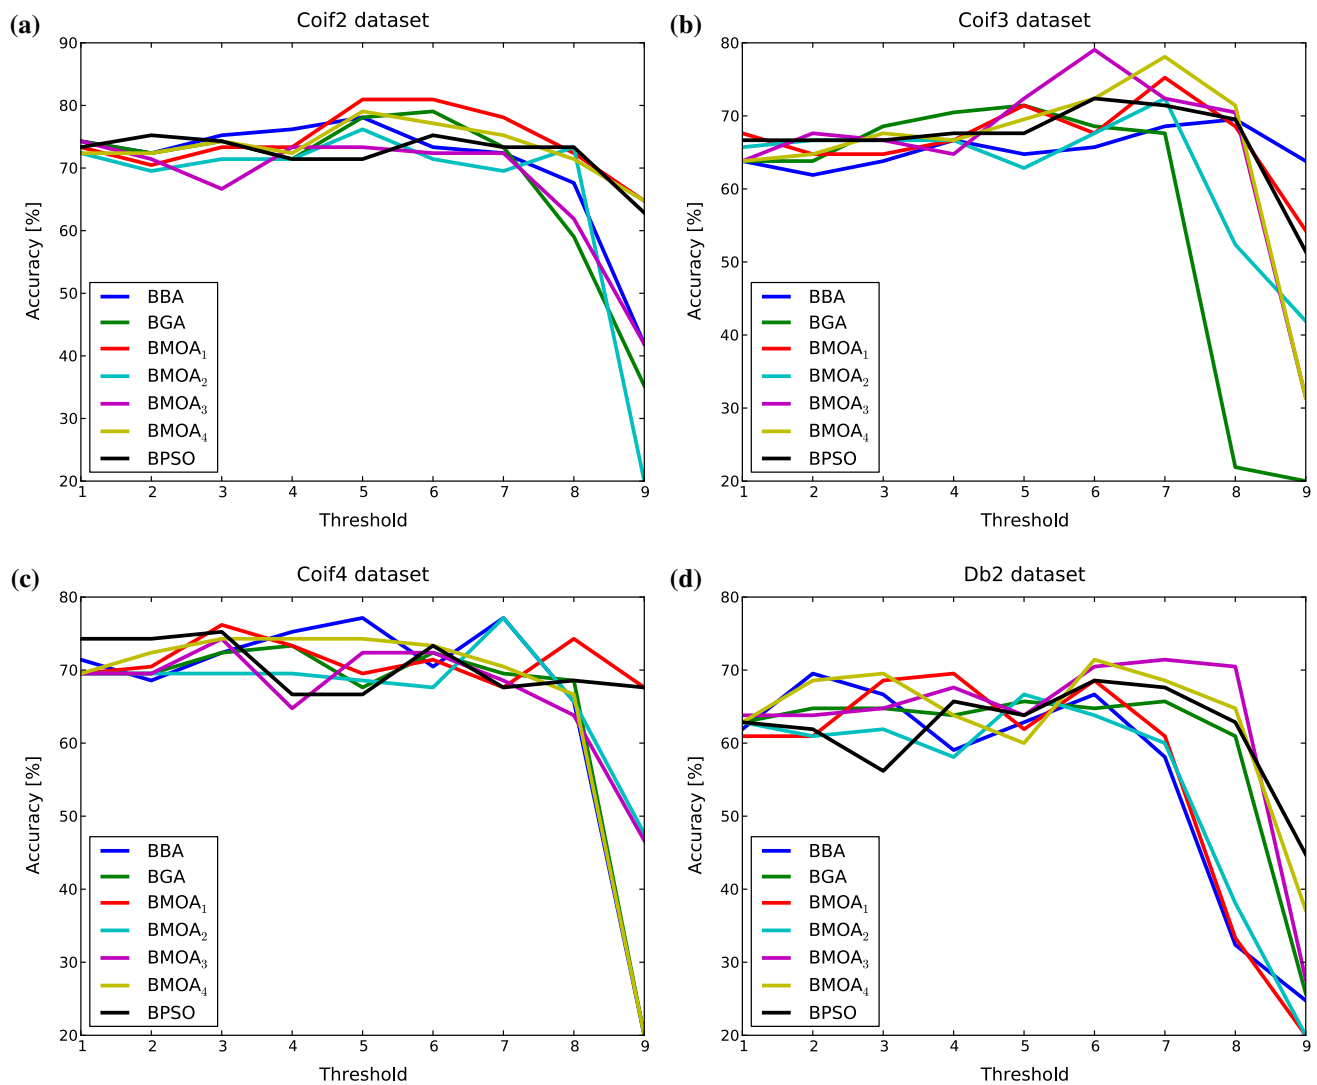 (a)
Coif2 dataset
Accuracy [%]
90
80
70
60
50
40
30
20
BBA
BGA
BMOA₁
BMOA₂
BMOA₃
BMOA₄
BPSO
1 2 3 4 5 6 7 8 9
Threshold
(b)
Coif3 dataset
Accuracy [%]
80
70
60
50
40
30
20
BBA
BGA
BMOA₁
BMOA₂
BMOA₃
BMOA₄
BPSO
1 2 3 4 5 6 7 8 9
Threshold
(c)
Coif4 dataset
Accuracy [%]
80
70
60
50
40
30
20
BBA
BGA
BMOA₁
BMOA₂
BMOA₃
BMOA₄
BPSO
1 2 3 4 5 6 7 8 9
Threshold
(d)
Db2 dataset
Accuracy [%]
80
70
60
50
40
30
20
BBA
BGA
BMOA₁
BMOA₂
BMOA₃
BMOA₄
BPSO
1 2 3 4 5 6 7 8 9
Threshold